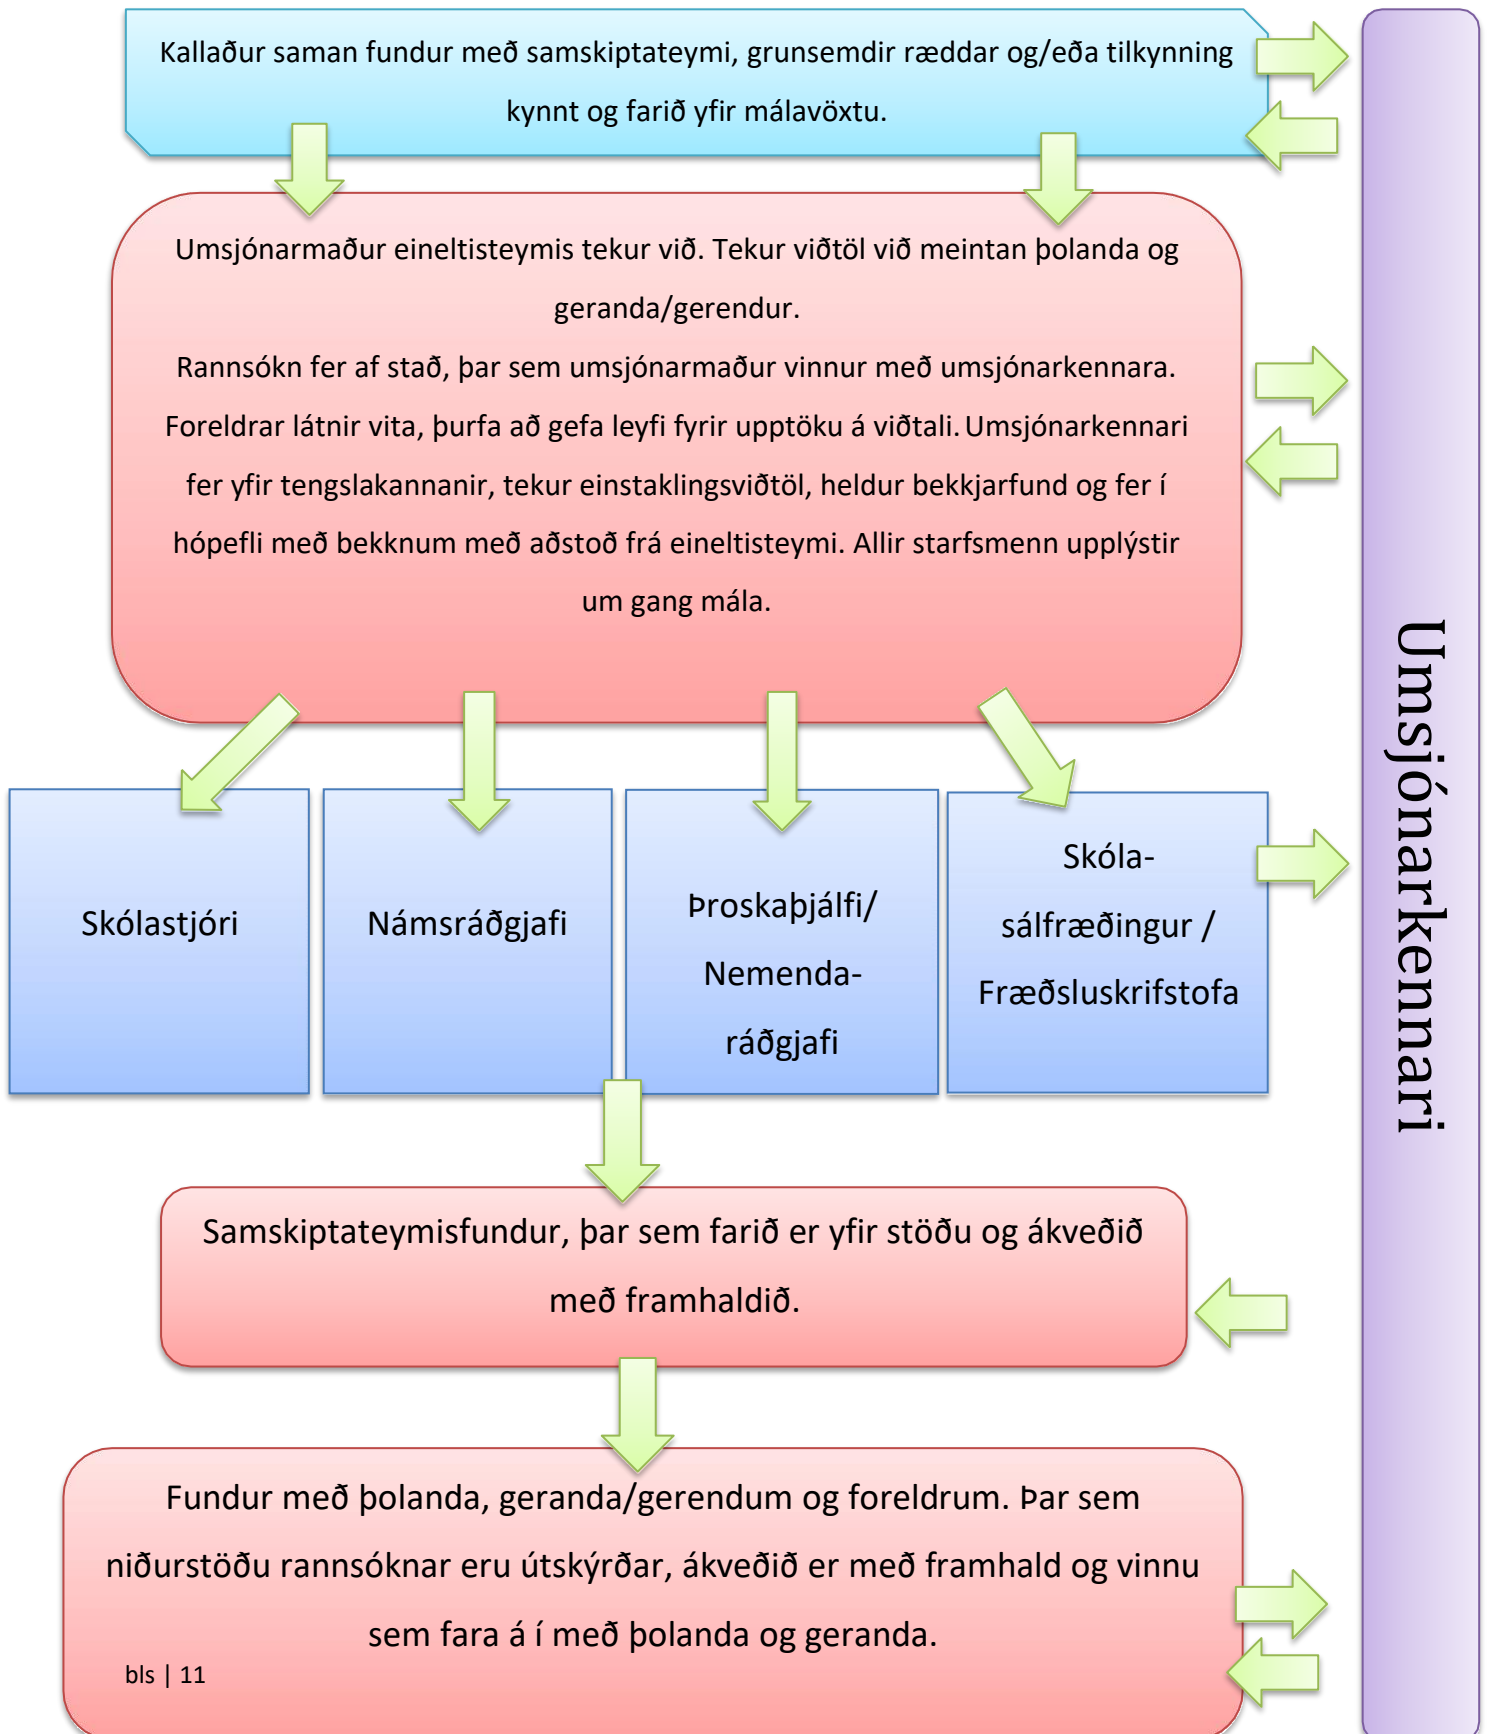 Kallaður saman fundur með samskiptateymi, grunsemdir ræddar og/eða tilkynning
kynnt og farið yfir málavöxtu.
Umsjónarmaður eineltisteymis tekur við. Tekur viðtöl við meintan þolanda og
geranda/gerendur.
Rannsókn fer af stað, þar sem umsjónarmaður vinnur með umsjónarkennara.
Foreldrar látnir vita, þurfa að gefa leyfi fyrir upptöku á viðtali. Umsjónarkennari
fer yfir tengslakannanir, tekur einstaklingsviðtöl, heldur bekkjarfund og fer í
hópefli með bekknum með aðstoð frá eineltisteymi. Allir starfsmenn upplýstir
um gang mála.
Skólastjóri
Námsráðgjafi
Þroskaþjálfi/
Nemenda-
ráðgjafi
Skóla-
sálfræðingur /
Fræðsluskrifstofa
Samskiptateymisfundur, þar sem farið er yfir stöðu og ákveðið
með framhaldið.
Fundur með þolanda, geranda/gerendum og foreldrum. Þar sem
niðurstöðu rannsóknar eru útskýrðar, ákveðið er með framhald og vinnu
sem fara á í með þolanda og geranda.
bls | 11
Umsjónarkennari